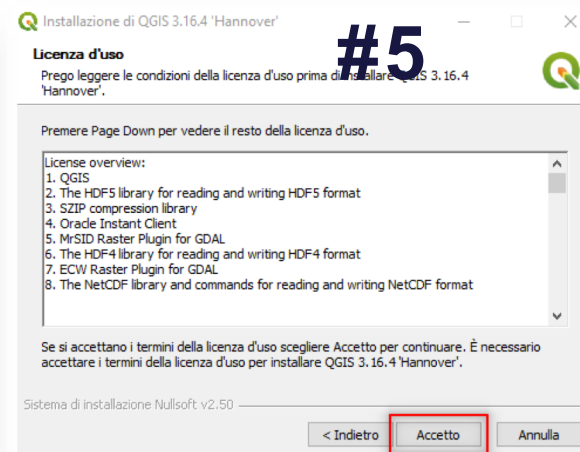 Installazione di QGIS 3.16.4 'Hannover'
#5
Licenza d'uso
Prego leggere le condizioni della licenza d'uso prima di installare QGIS 3.16.4
'Hannover'.
Premere Page Down per vedere il resto della licenza d'uso.
License overview:
1. QGIS
2. The HDF5 library for reading and writing HDF5 format
3. SZIP compression library
4. Oracle Instant Client
5. MrSID Raster Plugin for GDAL
6. The HDF4 library for reading and writing HDF4 format
7. ECW Raster Plugin for GDAL
8. The NetCDF library and commands for reading and writing NetCDF format
Se si accettano i termini della licenza d'uso scegliere Accetto per continuare. È necessario
accettare i termini della licenza d'uso per installare QGIS 3.16.4 'Hannover'.
Sistema di installazione Nullsoft v2.50
< Indietro Accetto Annulla